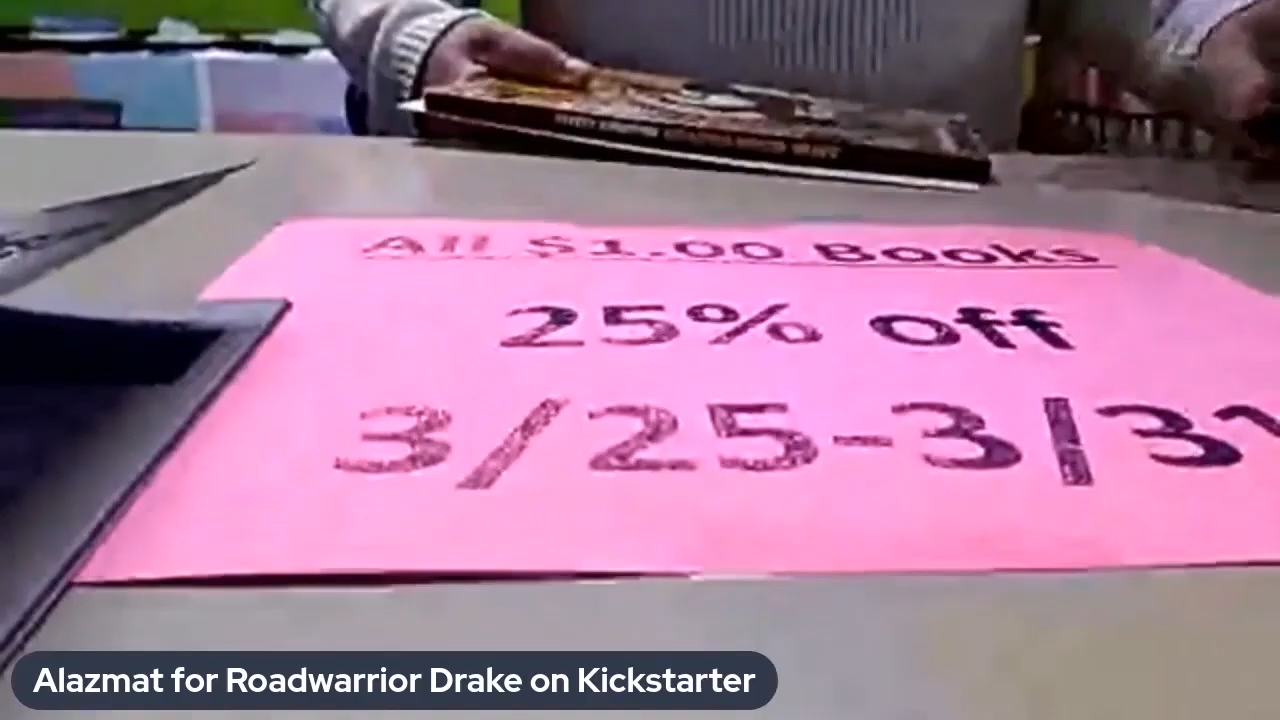 All $1.00 Books
25% off
3/25-3/31
Alazmat for Roadwarrior Drake on Kickstarter